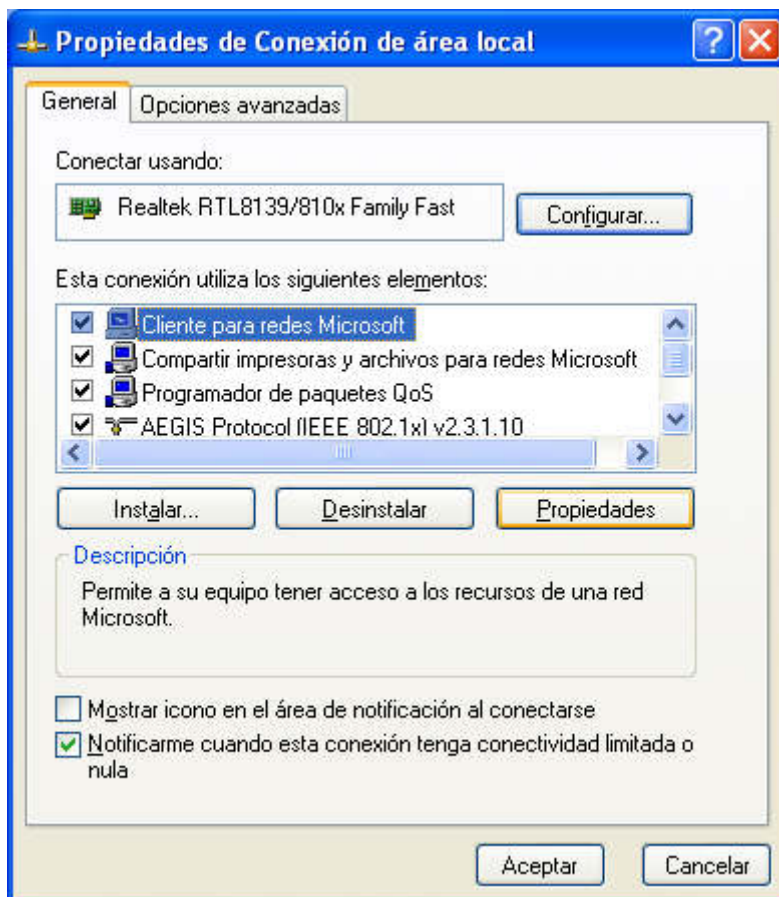 Propiedades de Conexión de área local
General
Opciones avanzadas
Conectar usando:
Realtek RTL8139/810x Family Fast
Configurar...
Esta conexión utiliza los siguientes elementos:
Cliente para redes Microsoft
Compartir impresoras y archivos para redes Microsoft
Programador de paquetes QoS
AEGIS Protocol (IEEE 802.1x) v2.3.1.10
Instalar...
Desinstalar
Propiedades
Descripción
Permite a su equipo tener acceso a los recursos de una red
Microsoft.
Mostrar icono en el área de notificación al conectarse
Notificarme cuando esta conexión tenga conectividad limitada o
nula
Aceptar
Cancelar